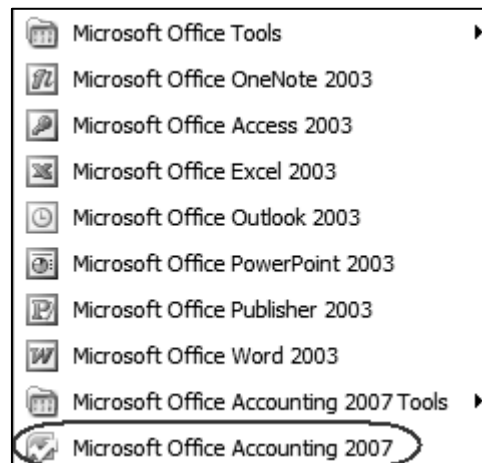 Microsoft Office Tools
Microsoft Office OneNote 2003
Microsoft Office Access 2003
Microsoft Office Excel 2003
Microsoft Office Outlook 2003
Microsoft Office PowerPoint 2003
Microsoft Office Publisher 2003
Microsoft Office Word 2003
Microsoft Office Accounting 2007 Tools
Microsoft Office Accounting 2007